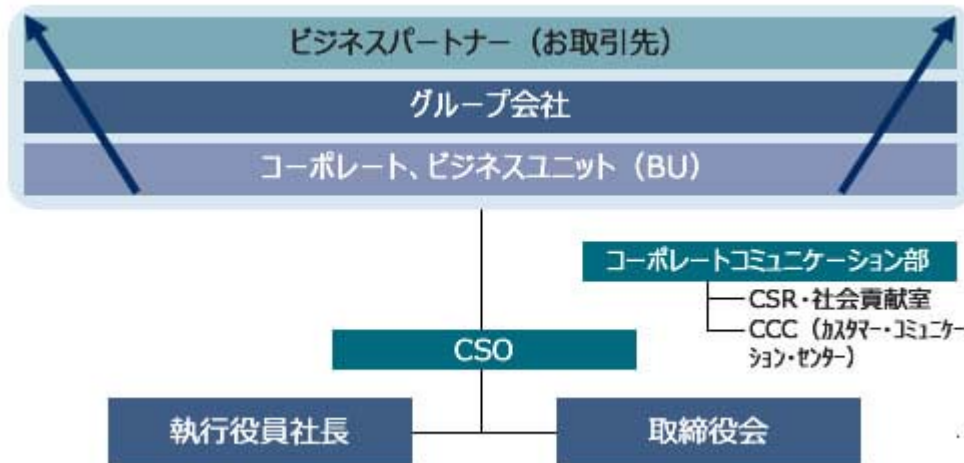 ビジネスパートナー（お取引先）
グループ会社
コーポレート、ビジネスユニット（BU）
コーポレートコミュニケーション部
CSR・社会貢献室
CCC（カスタマー・コミュニケー
ション・センター）
CSO
執行役員社長
取締役会